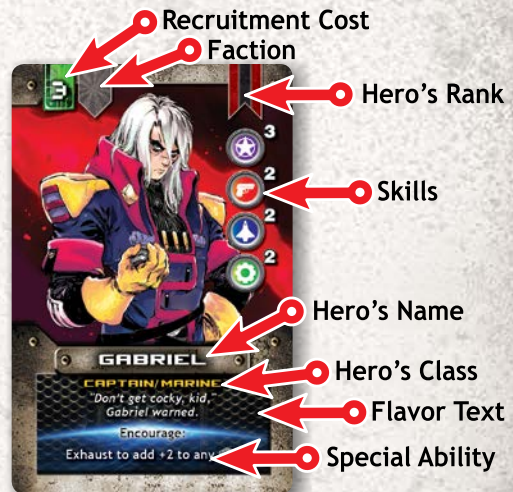 Recruitment Cost
Faction
3
Hero's Rank
3
2
Skills
2
2
Hero's Name
GABRIEL
Hero's Class
CAPTAIN/MARINE
"Don't get cocky, kid,"
Gabriel warned.
Flavor Text
Encourage:
Exhaust to add +2 to any
Special Ability